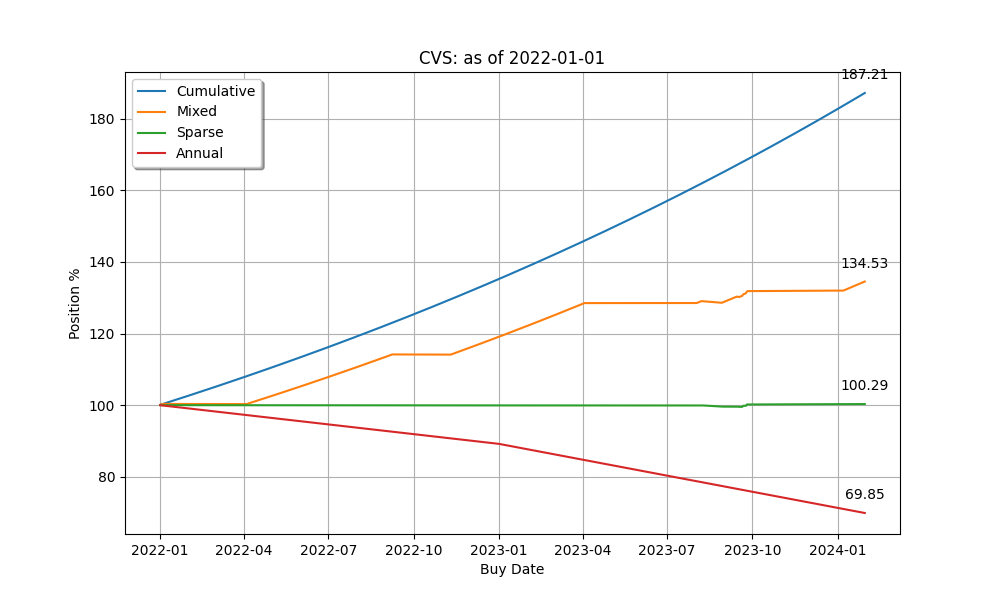 CVS: as of 2022-01-01
187.21
Cumulative
Mixed
Sparse
Annual
180
160
140
120
100
80
134.53
100.29
69.85
Position %
2022-01 2022-04 2022-07 2022-10 2023-01 2023-04 2023-07 2023-10 2024-01
Buy Date